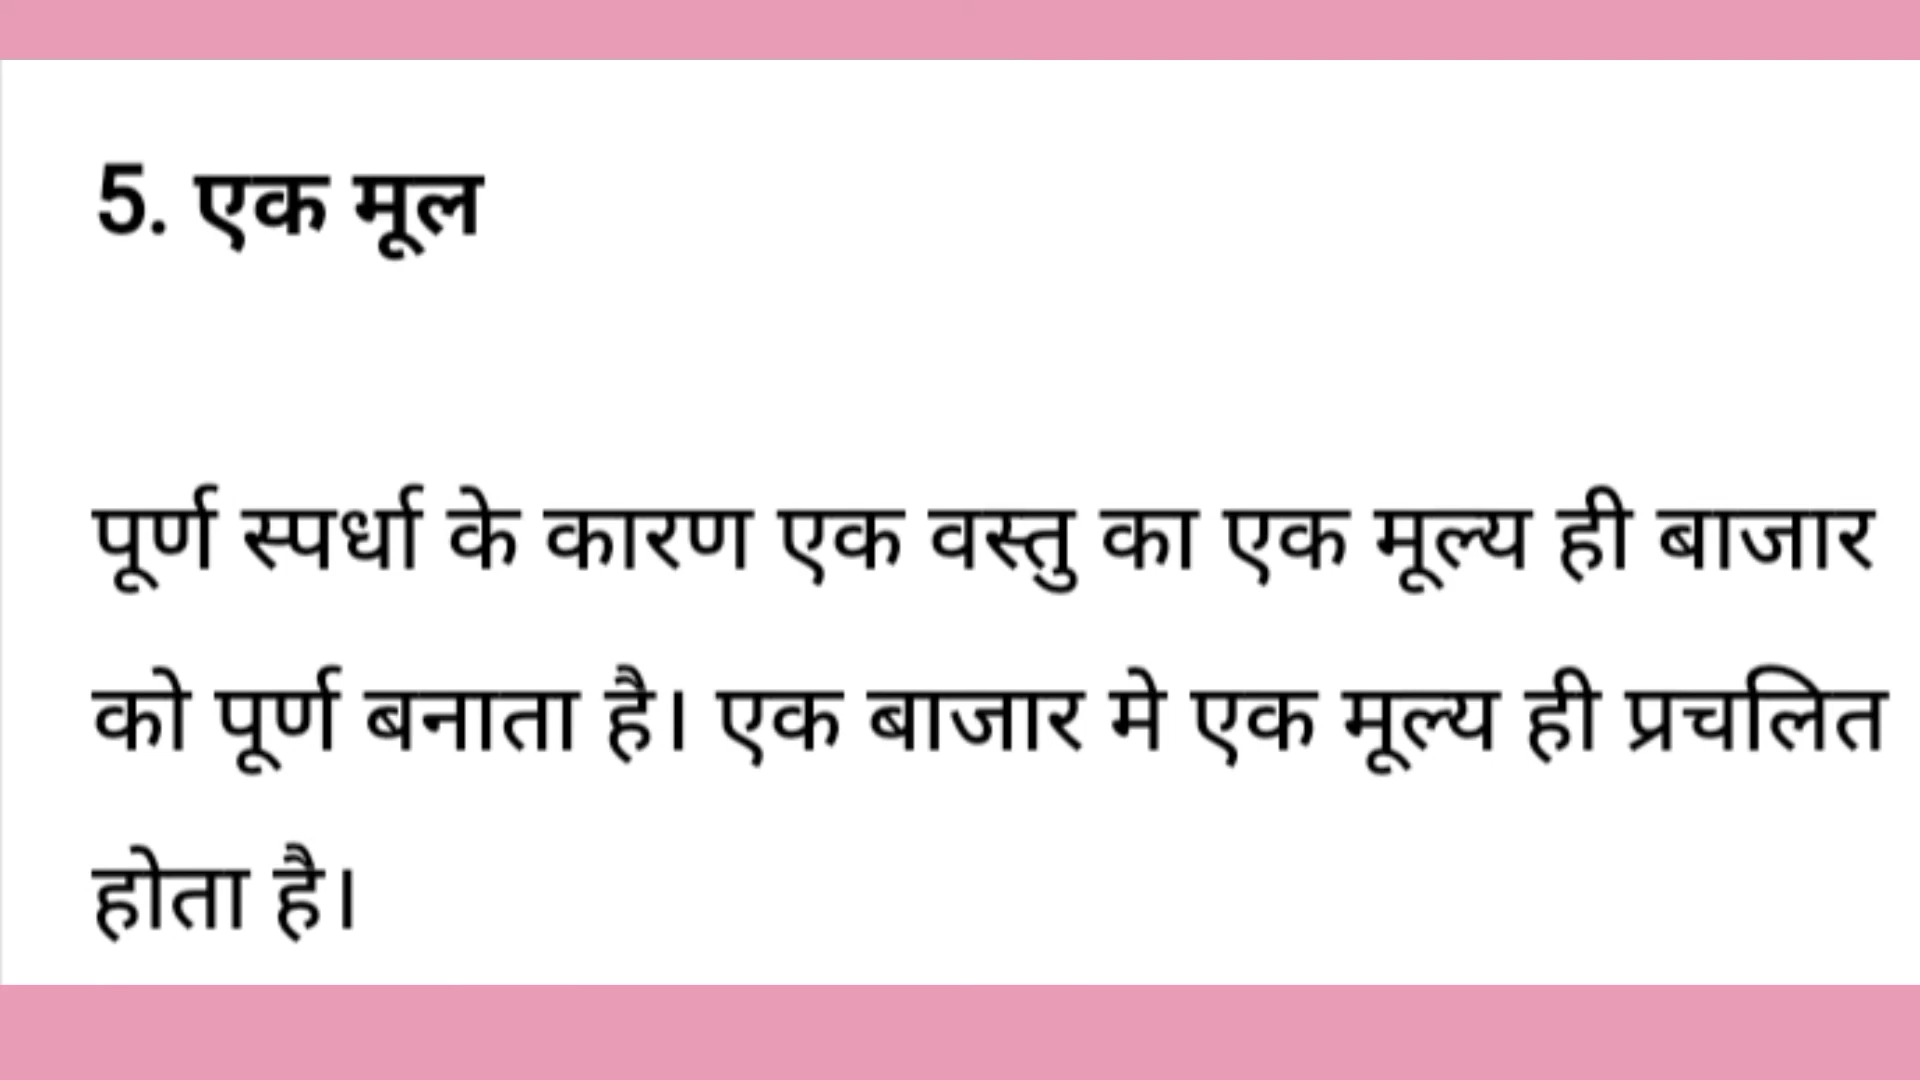 5. एक मूल
पूर्ण स्पर्धा के कारण एक वस्तु का एक मूल्य ही बाजार
को पूर्ण बनाता है। एक बाजार मे एक मूल्य ही प्रचलित
होता है।